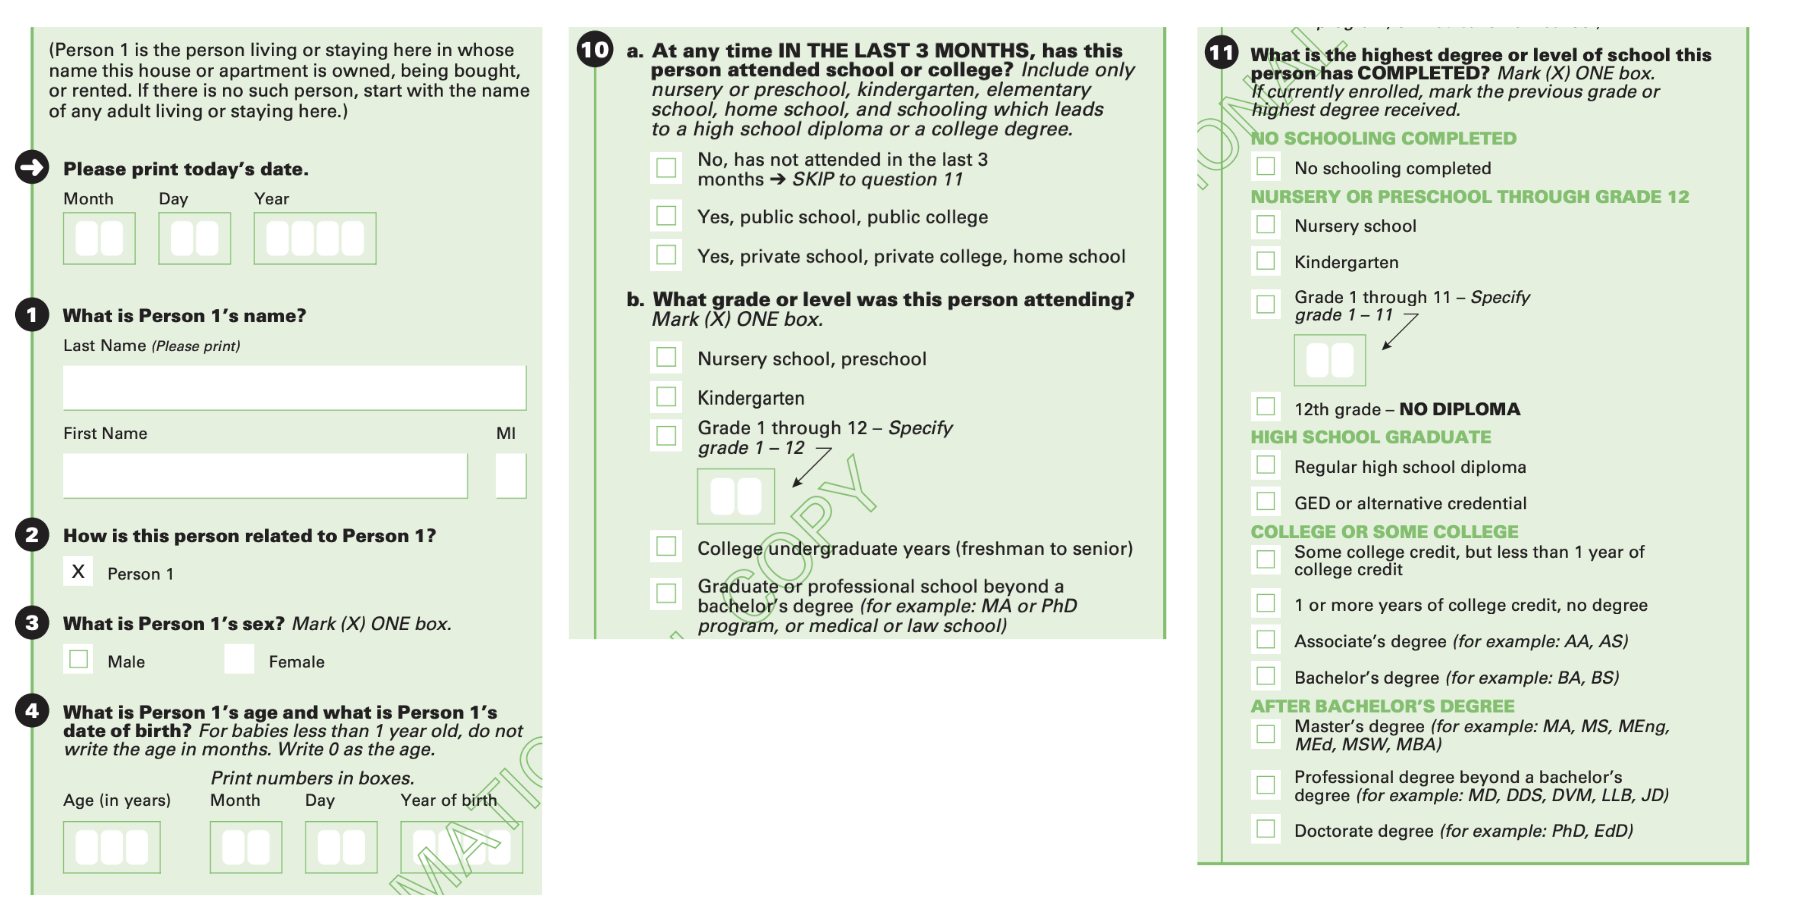 (Person 1 is the person living or staying here in whose
name this house or apartment is owned, being bought,
or rented. If there is no such person, start with the name
of any adult living or staying here.)
➔ Please print today’s date.
Month Day Year
1 What is Person 1’s name?
Last Name (Please print)
First Name MI
2 How is this person related to Person 1?
X Person 1
3 What is Person 1’s sex? Mark (X) ONE box.
Male Female
4 What is Person 1’s age and what is Person 1’s
date of birth? For babies less than 1 year old, do not
write the age in months. Write 0 as the age.
Print numbers in boxes.
Age (in years) Month Day Year of birth
MATIO
10 a. At any time IN THE LAST 3 MONTHS, has this
person attended school or college? Include only
nursery or preschool, kindergarten, elementary
school, home school, and schooling which leads
to a high school diploma or a college degree.
No, has not attended in the last 3
months ➔ SKIP to question 11
Yes, public school, public college
Yes, private school, private college, home school
b. What grade or level was this person attending?
Mark (X) ONE box.
Nursery school, preschool
Kindergarten
Grade 1 through 12 – Specify
grade 1 – 12
College undergraduate years (freshman to senior)
Graduate or professional school beyond a
bachelor’s degree (for example: MA or PhD
program, or medical or law school)
L COPY
11 What is the highest degree or level of school this
person has COMPLETED? Mark (X) ONE box.
If currently enrolled, mark the previous grade or
highest degree received.
NO SCHOOLING COMPLETED
No schooling completed
NURSERY OR PRESCHOOL THROUGH GRADE 12
Nursery school
Kindergarten
Grade 1 through 11 – Specify
grade 1 – 11
12th grade – NO DIPLOMA
HIGH SCHOOL GRADUATE
Regular high school diploma
GED or alternative credential
COLLEGE OR SOME COLLEGE
Some college credit, but less than 1 year of
college credit
1 or more years of college credit, no degree
Associate’s degree (for example: AA, AS)
Bachelor’s degree (for example: BA, BS)
AFTER BACHELOR’S DEGREE
Master’s degree (for example: MA, MS, MEng,
MEd, MSW, MBA)
Professional degree beyond a bachelor’s
degree (for example: MD, DDS, DVM, LLB, JD)
Doctorate degree (for example: PhD, EdD)
IONAL